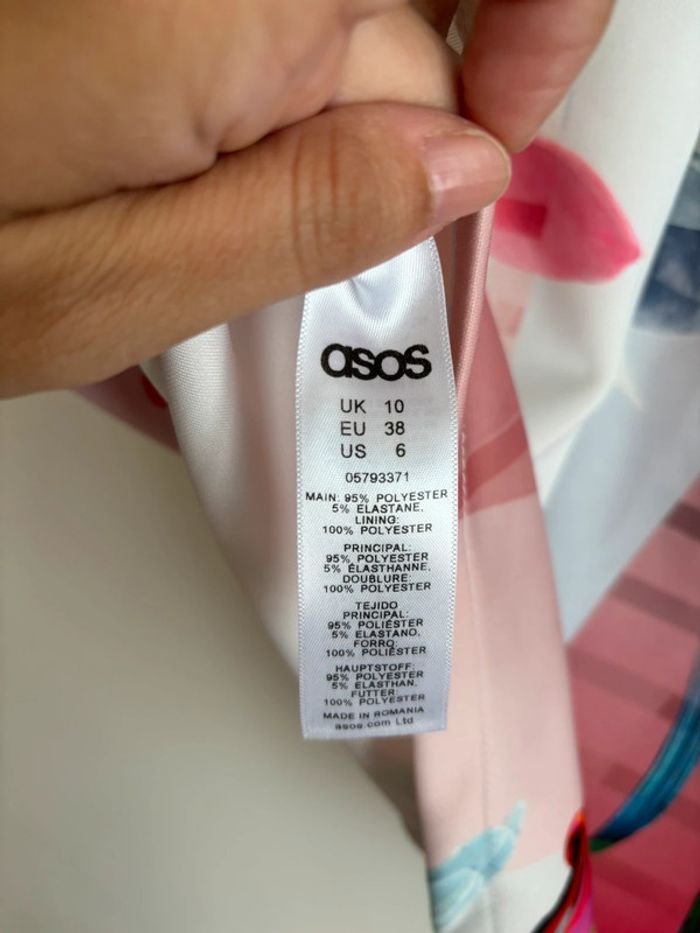 asos
UK 10
EU 38
US 6
05793371
MAIN: 95% POLYESTER
5% ELASTANE.
LINING:
100% POLYESTER
PRINCIPAL:
95% POLYESTER
5% ÉLASTHANNE.
DOUBLURE:
100% POLYESTER
TEJIDO
PRINCIPAL:
95% POLIÉSTER
5% ELASTANO.
FORRO:
100% POLIÉSTER
HAUPTSTOFF:
95% POLYESTER
5% ELASTHAN.
FUTTER:
100% POLYESTER
MADE IN ROMANIA
asos.com Ltd